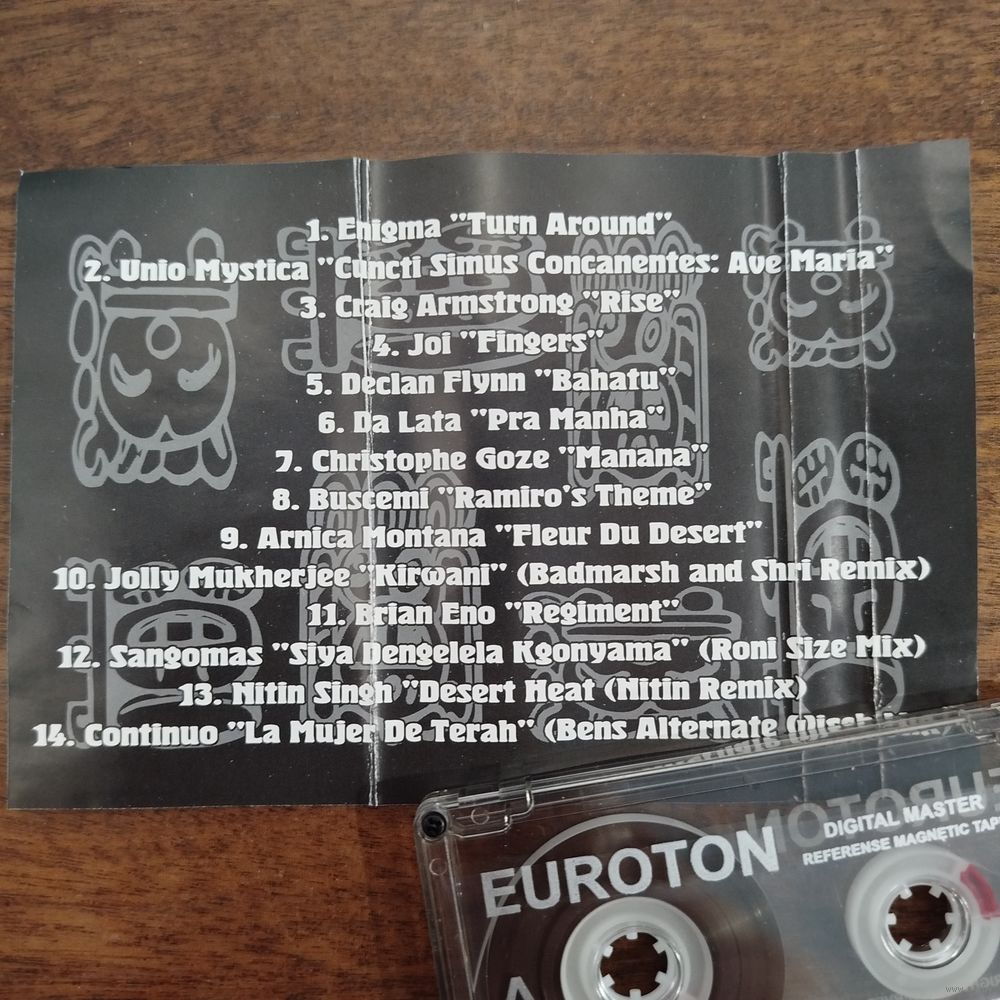 1. Enigma "Turn Around"
2. Unio Mystica "Cuncti Simus Concanentes: Ave Maria"
3. Craig Armstrong "Rise"
4. Joi "Fingers"
5. Declan Flynn "Bahatu"
6. Da Lata "Pra Manha"
7. Christophe Goze "Manana"
8. Buscemi "Ramiro's Theme"
9. Arnica Montana "Fleur Du Desert"
10. Jolly Mukherjee "Kirwani" (Badmarsh and Shri Remix)
11. Brian Eno "Regiment"
12. Sangomas "Siya Dengelela Kgonyama" (Roni Size Mix)
13. Nitin Singh "Desert Heat (Nitin Remix)
14. Continuo "La Mujer De Terah" (Bens Alternate
EUROTON
DIGITAL MASTER
REFERENSE MAGNETIC TAPE
A